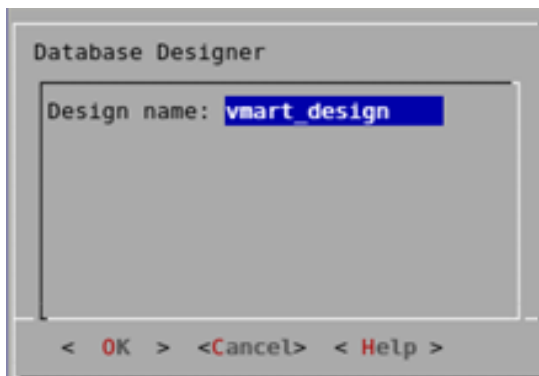 Database Designer
Design name: vmart_design
< OK > <Cancel> < Help >